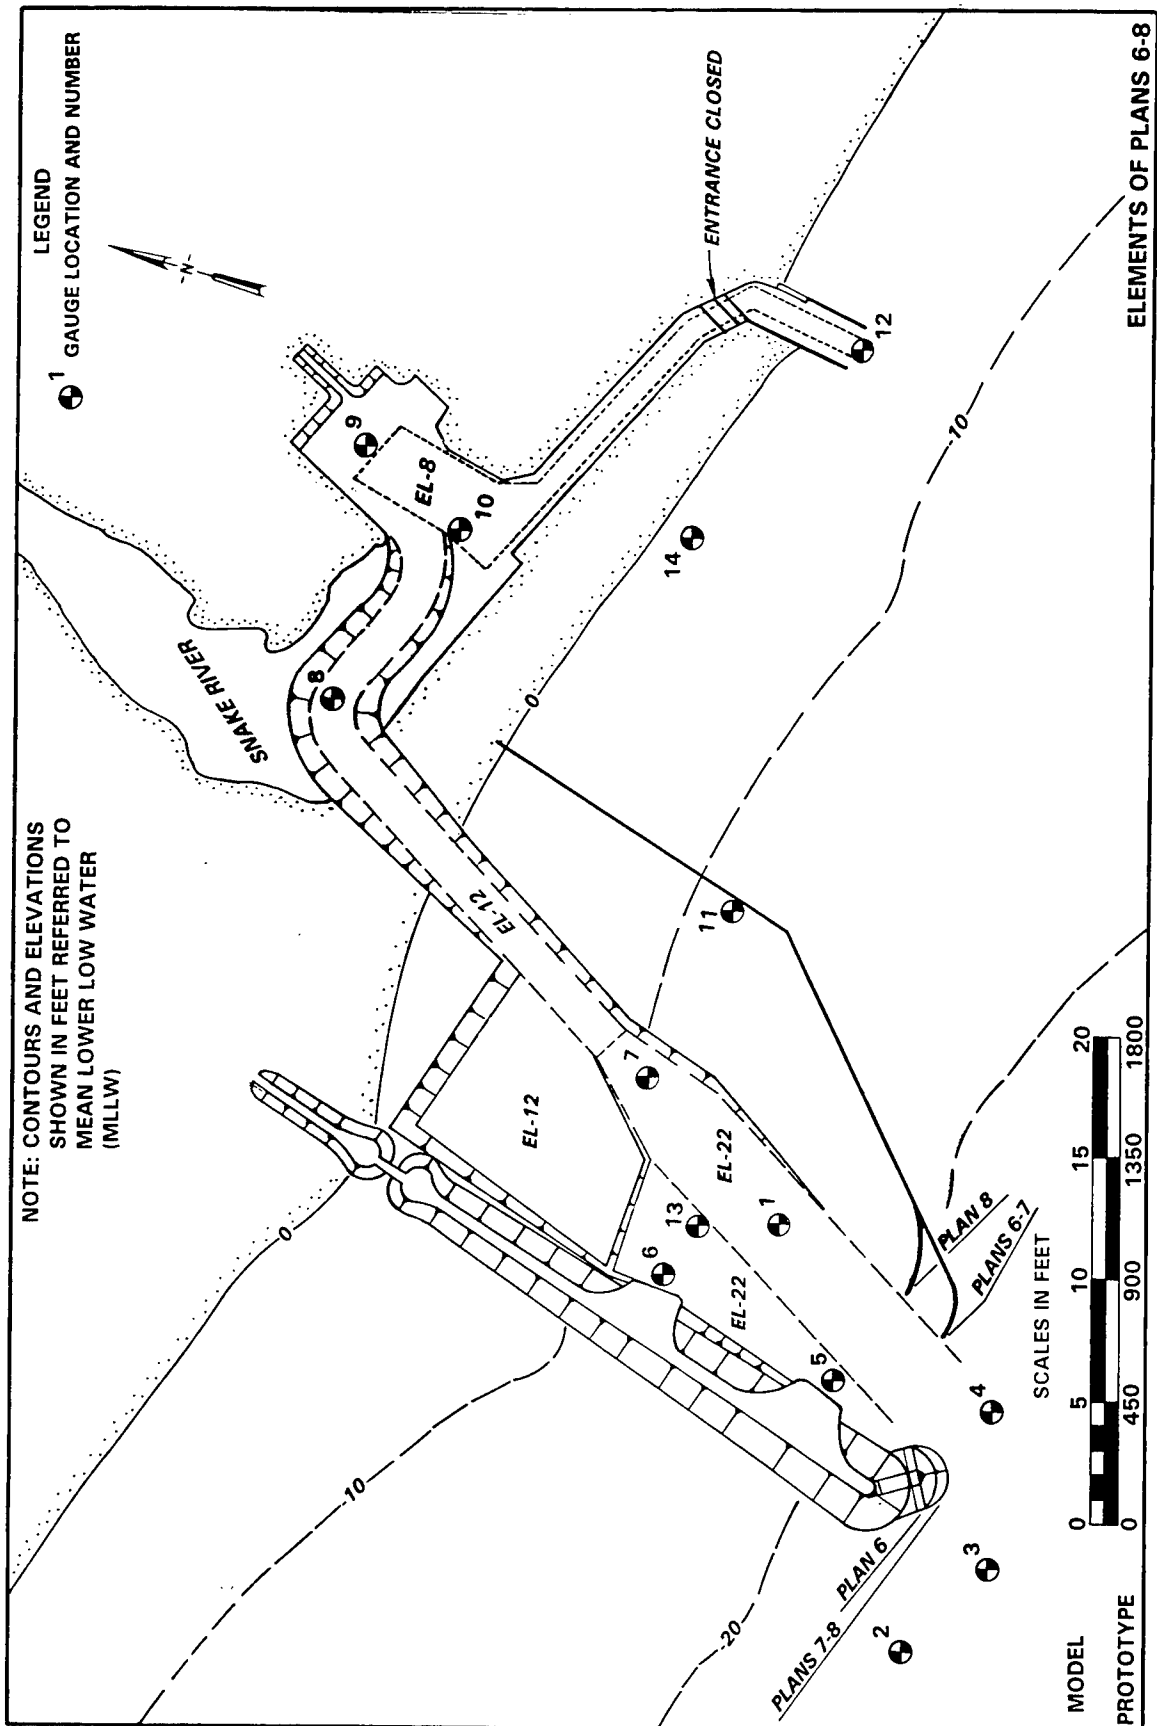 NOTE: CONTOURS AND ELEVATIONS
SHOWN IN FEET REFERRED TO
MEAN LOWER LOW WATER
(MLLW)
LEGEND
1
GAUGE LOCATION AND NUMBER
-N-
SNAKE RIVER
0
0
8
9
EL-8
10
ENTRANCE CLOSED
12
14
-10
EL-12
EL-12
7
11
EL-22
13
1
6
EL-22
5
-10
-20
PLAN 8
PLANS 6-7
4
3
2
PLAN 6
PLANS 7-8
SCALES IN FEET
MODEL
0 5 10 15 20
PROTOTYPE
0 450 900 1350 1800
ELEMENTS OF PLANS 6-8